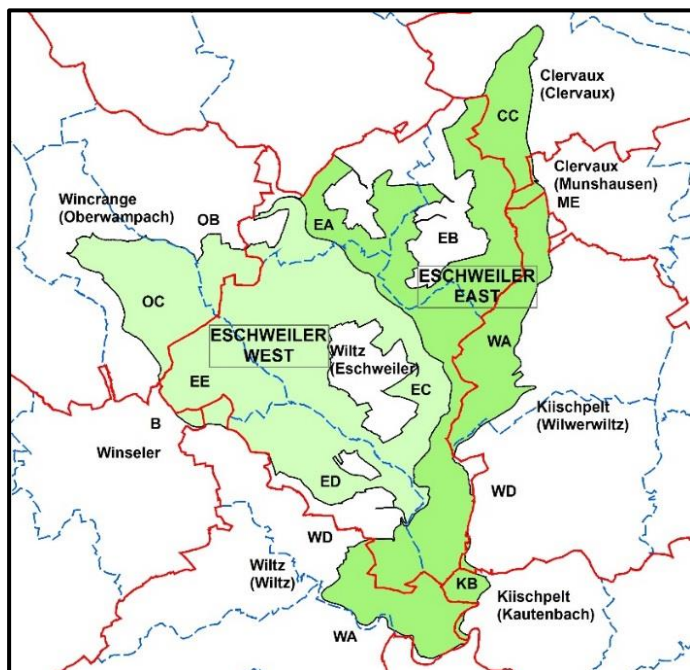 Clervaux
(Clervaux)
CC
Clervaux
(Munshausen)
ME
Wincrange
(Oberwampach)
OB
EA
EB
ESCHWEILER
EAST
OC
ESCHWEILER
WEST
Wiltz
(Eschweiler)
WA
EE
EC
B
Kiischpelt
(Wilwerwiltz)
Winseler
ED
WD
WD
Wiltz
(Wiltz)
KB
Kiischpelt
(Kautenbach)
WA